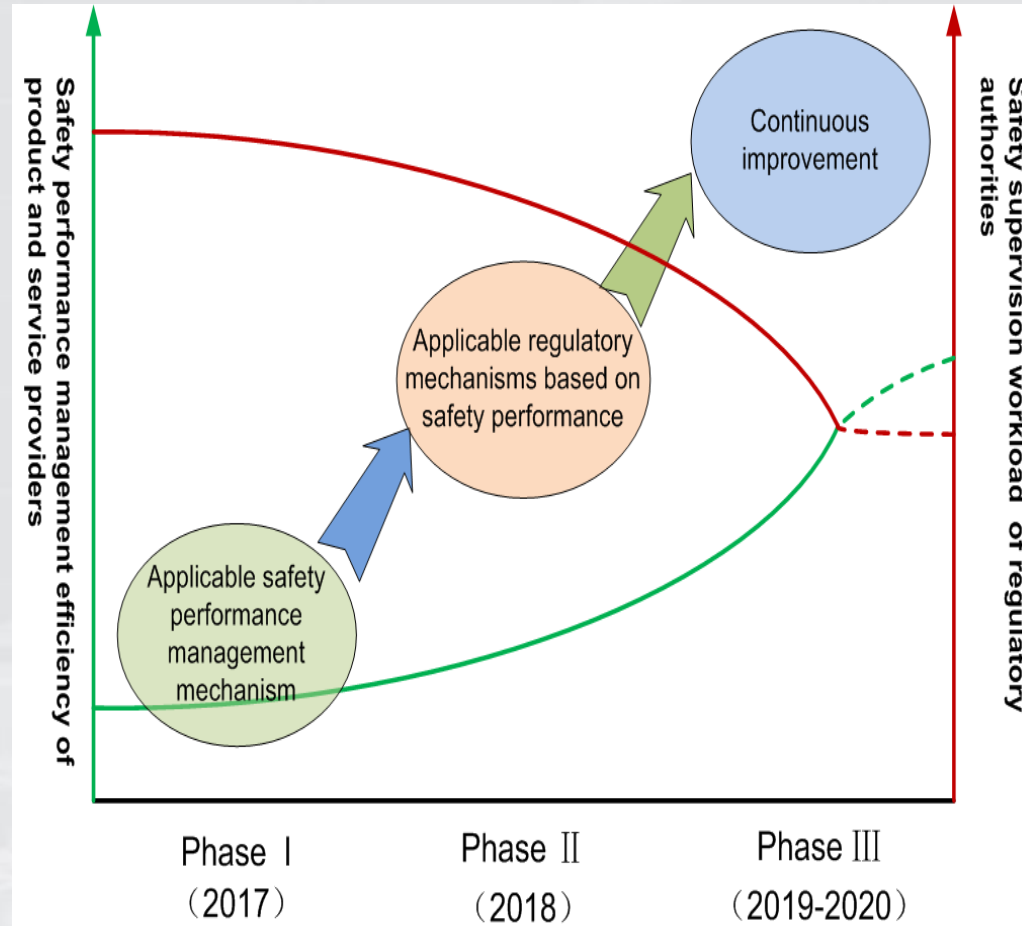 Safety performance management efficiency of
product and service providers
Continuous
improvement
Applicable regulatory
mechanisms based on
safety performance
Applicable safety
performance
management
mechanism
Safety supervision workload of regulatory
authorities
Phase I
（2017）
Phase Ⅱ
（2018）
Phase Ⅲ
（2019-2020）